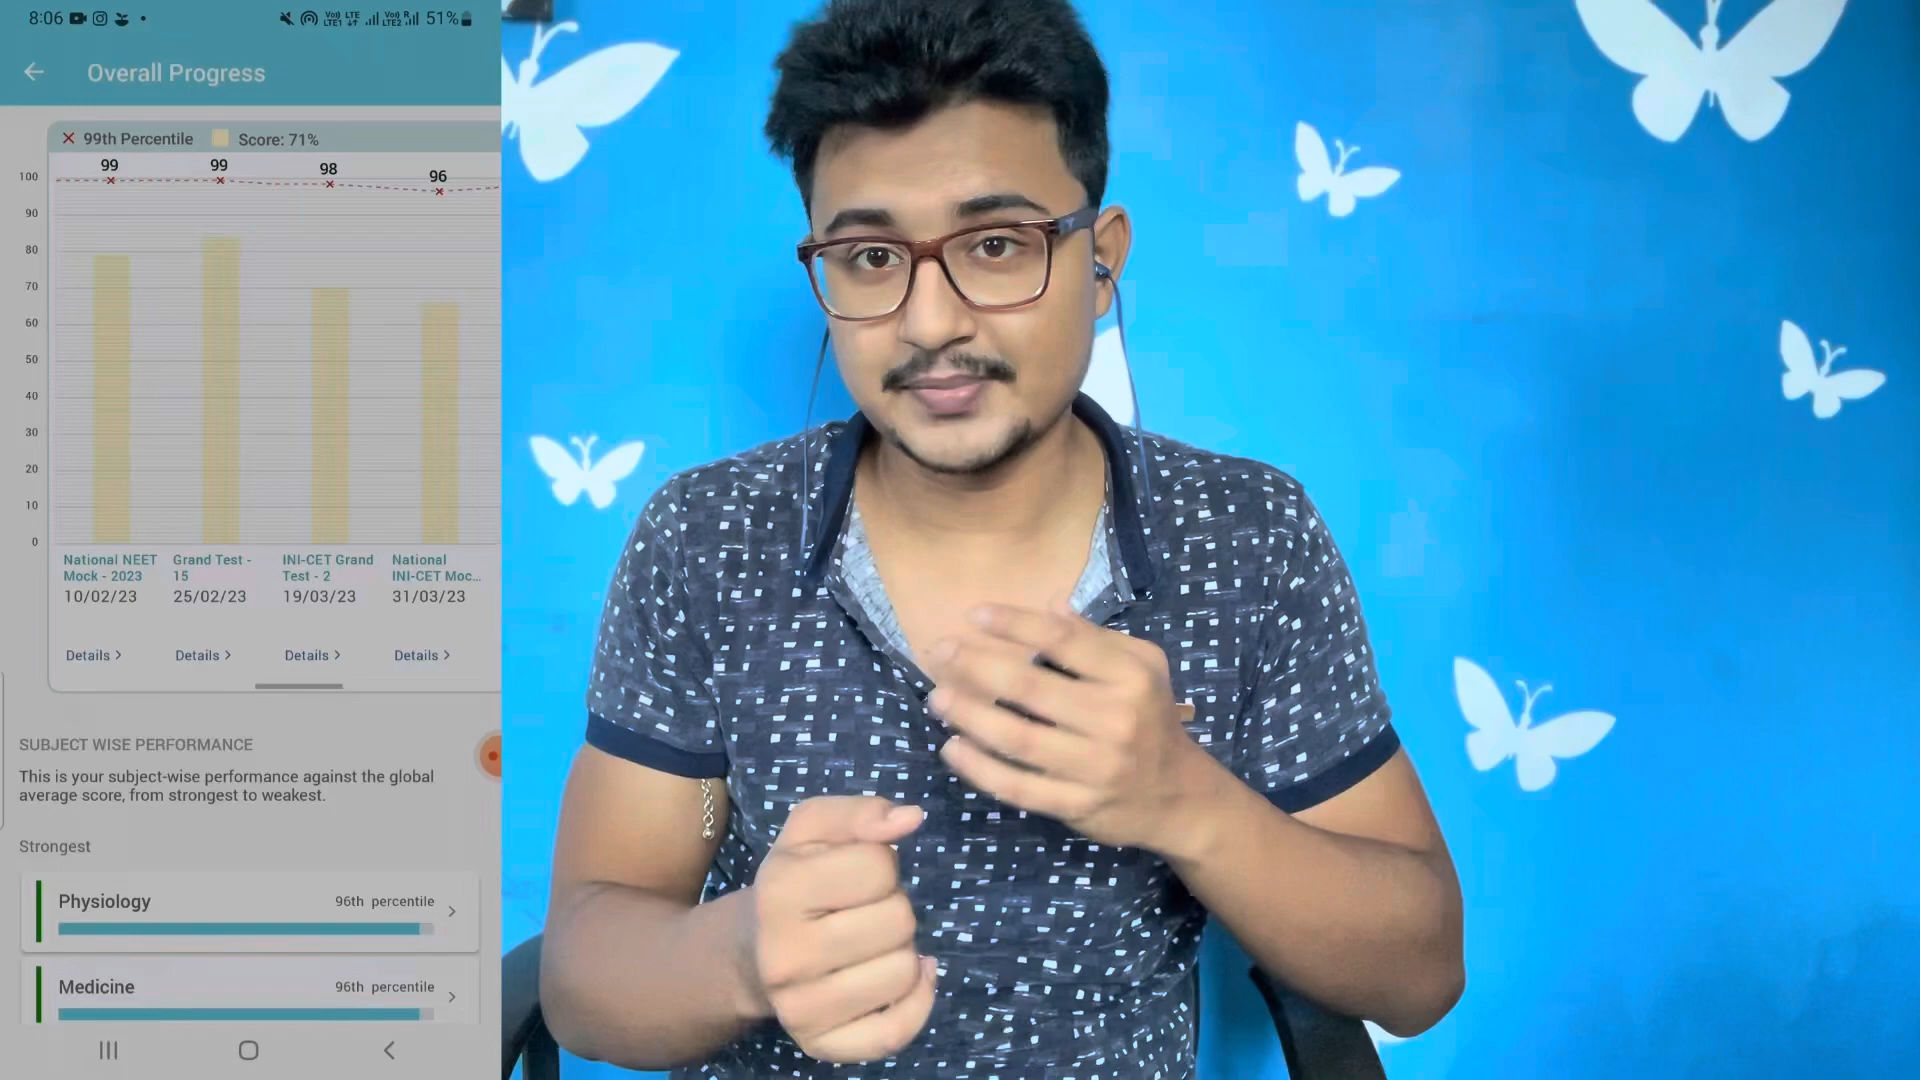 8:06 51%
Overall Progress
99th Percentile Score: 71%
99 99 98 96
100
90
80
70
60
50
40
30
20
10
0
National NEET
Mock - 2023
10/02/23
Grand Test -
15
25/02/23
INI-CET Grand
Test - 2
19/03/23
National
INI-CET Moc...
31/03/23
Details > Details > Details > Details >
SUBJECT WISE PERFORMANCE
This is your subject-wise performance against the global
average score, from strongest to weakest.
Strongest
Physiology 96th percentile
Medicine 96th percentile